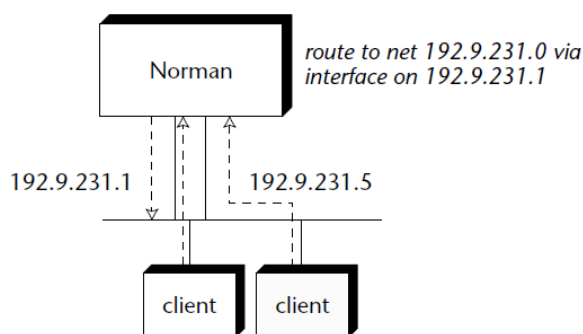 Norman
route to net 192.9.231.0 via
interface on 192.9.231.1
192.9.231.1
192.9.231.5
client
client